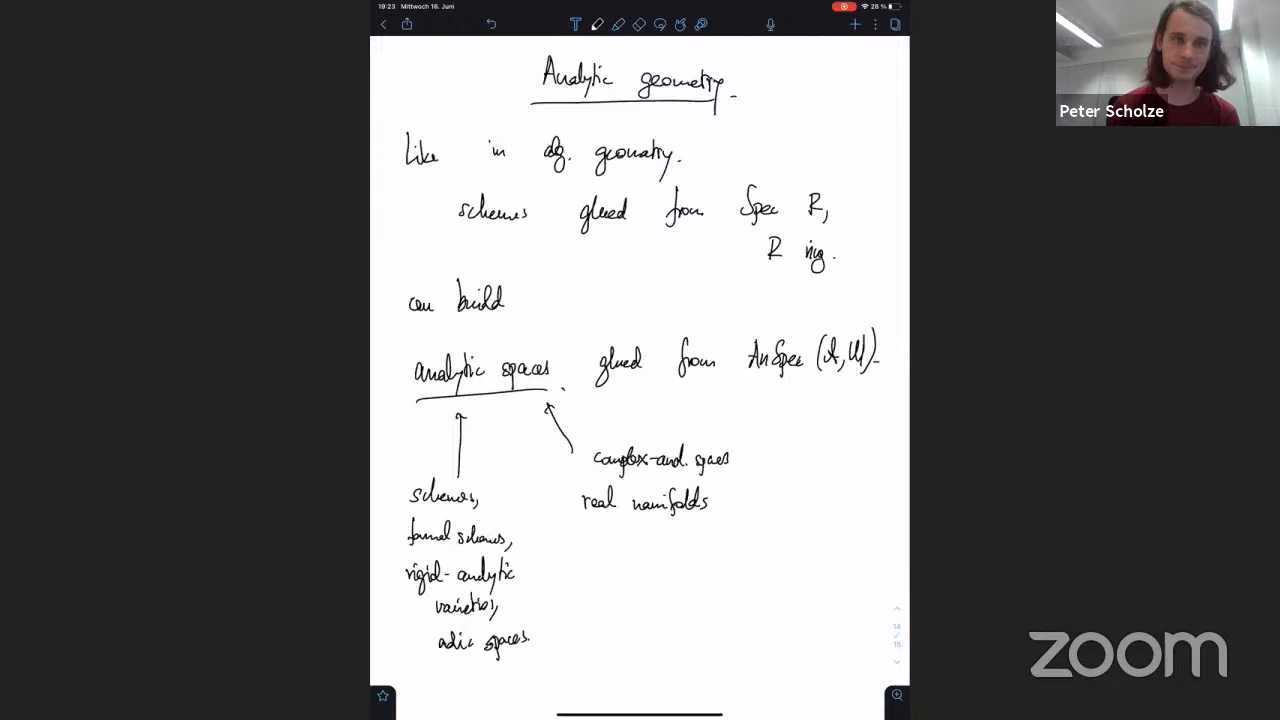 19:23 Mittwoch 16. Juni
28 %
T
Analytic geometry.
Like in alg. geometry.
schemes glued from Spec R,
R ring.
can build
analytic spaces. glued from AnSpec (A, M).
complex-anal. spaces
schemes,
real manifolds
formal schemes,
rigid-analytic
varieties,
adic spaces.
14
15
Peter Scholze
zoom